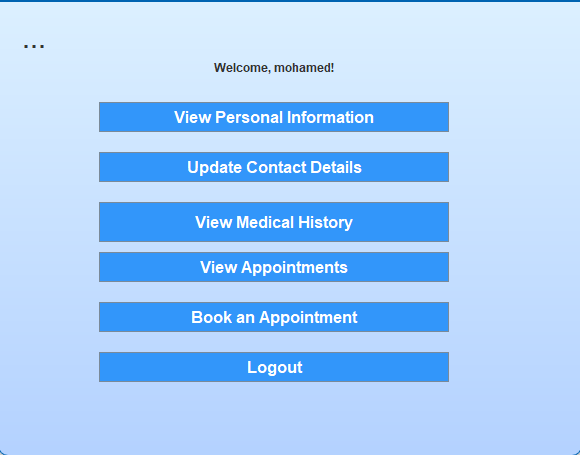 ...
Welcome, mohamed!
View Personal Information
Update Contact Details
View Medical History
View Appointments
Book an Appointment
Logout